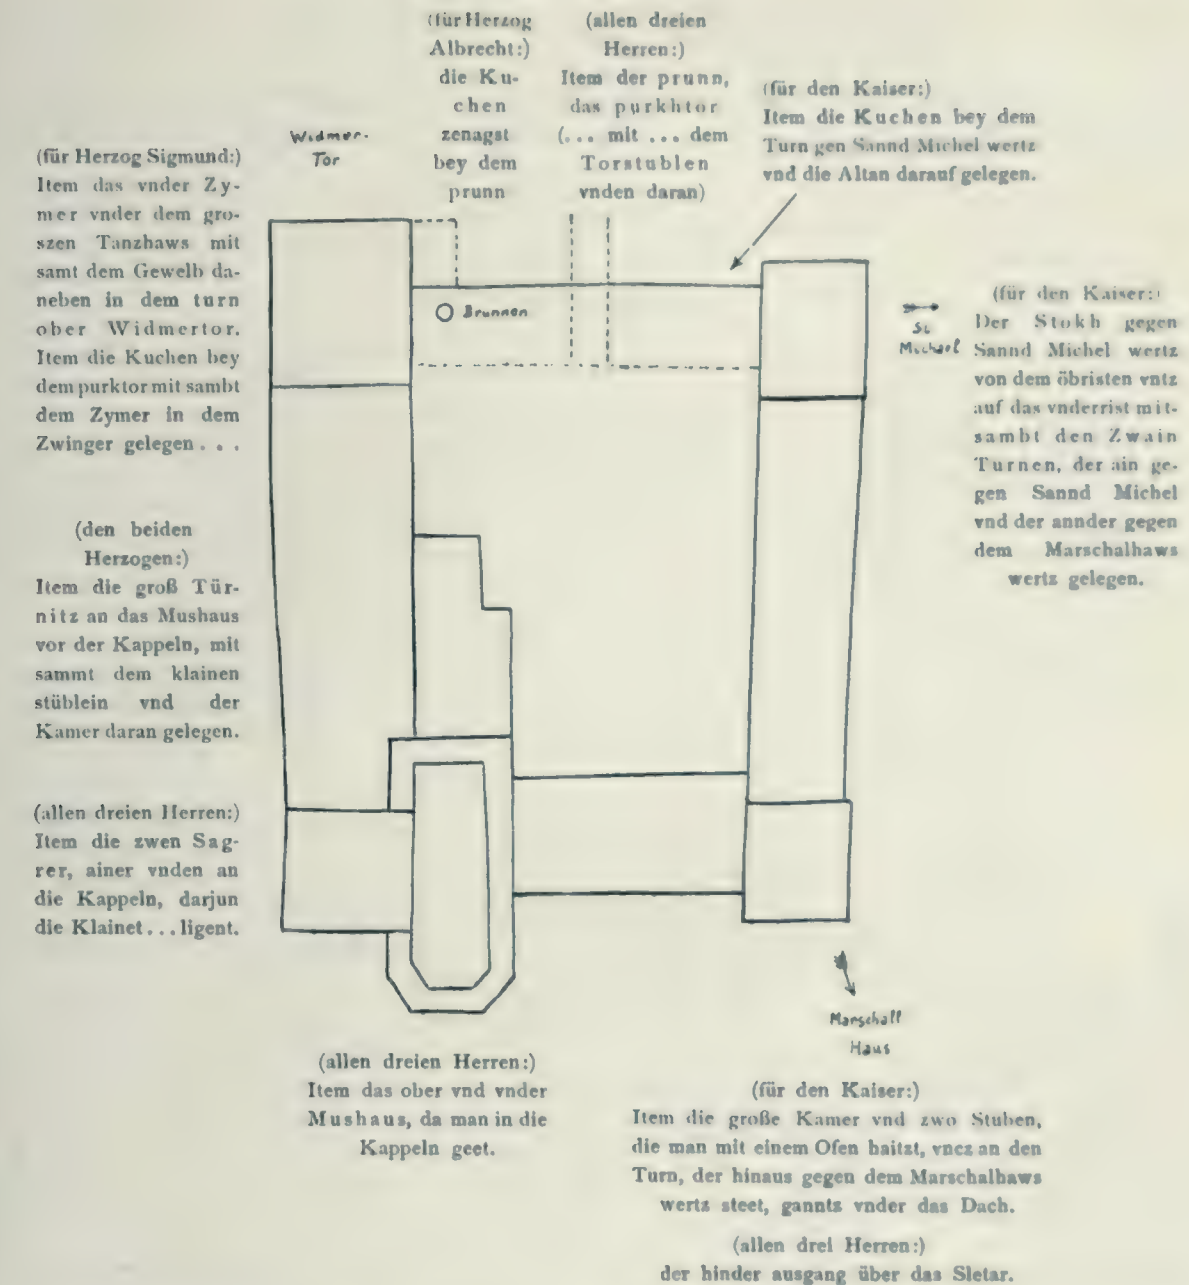 (für Herzog
Albrecht:)
die Ku-
chen
zenagst
bey dem
prunn
(allen dreien
Herren:)
Item der prunn,
das purkhtor
(... mit ... dem
Torstublen
vnden daran)
(für den Kaiser:)
Item die Kuchen bey dem
Turn gen Sannd Michel wertz
vnd die Altan darauf gelegen.
Widmer-
Tor
(für Herzog Sigmund:)
Item das vnder Zy-
mer vnder dem gro-
szen Tanzhaws mit
samt dem Gewelb da-
neben in dem turn
ober Widmertor.
Item die Kuchen bey
dem purktor mit sambt
dem Zymer in dem
Zwinger gelegen . . .
Brunnen
St.
Michael
(für den Kaiser:)
Der Stokh gegen
Sannd Michel wertz
von dem öbristen vntz
auf das vnderrist mit-
sambt den Zwain
Turnen, der ain ge-
gen Sannd Michel
vnd der annder gegen
dem Marschalhaws
wertz gelegen.
(den beiden
Herzogen:)
Item die groß Tür-
nitz an das Mushaus
vor der Kappeln, mit
sammt dem klainen
stüblein vnd der
Kamer daran gelegen.
(allen dreien Herren:)
Item die zwen Sag-
rer, ainer vnden an
die Kappeln, darjun
die Klainet...ligent.
Marschall
Haus
(allen dreien Herren:)
Item das ober vnd vnder
Mushaus, da man in die
Kappeln geet.
(für den Kaiser:)
Item die große Kamer vnd zwo Stuben,
die man mit einem Ofen haitzt, vncz an den
Turn, der hinaus gegen dem Marschalhaws
wertz steet, gannts vnder das Dach.
(allen drei Herren:)
der hinder ausgang über das Sletar.